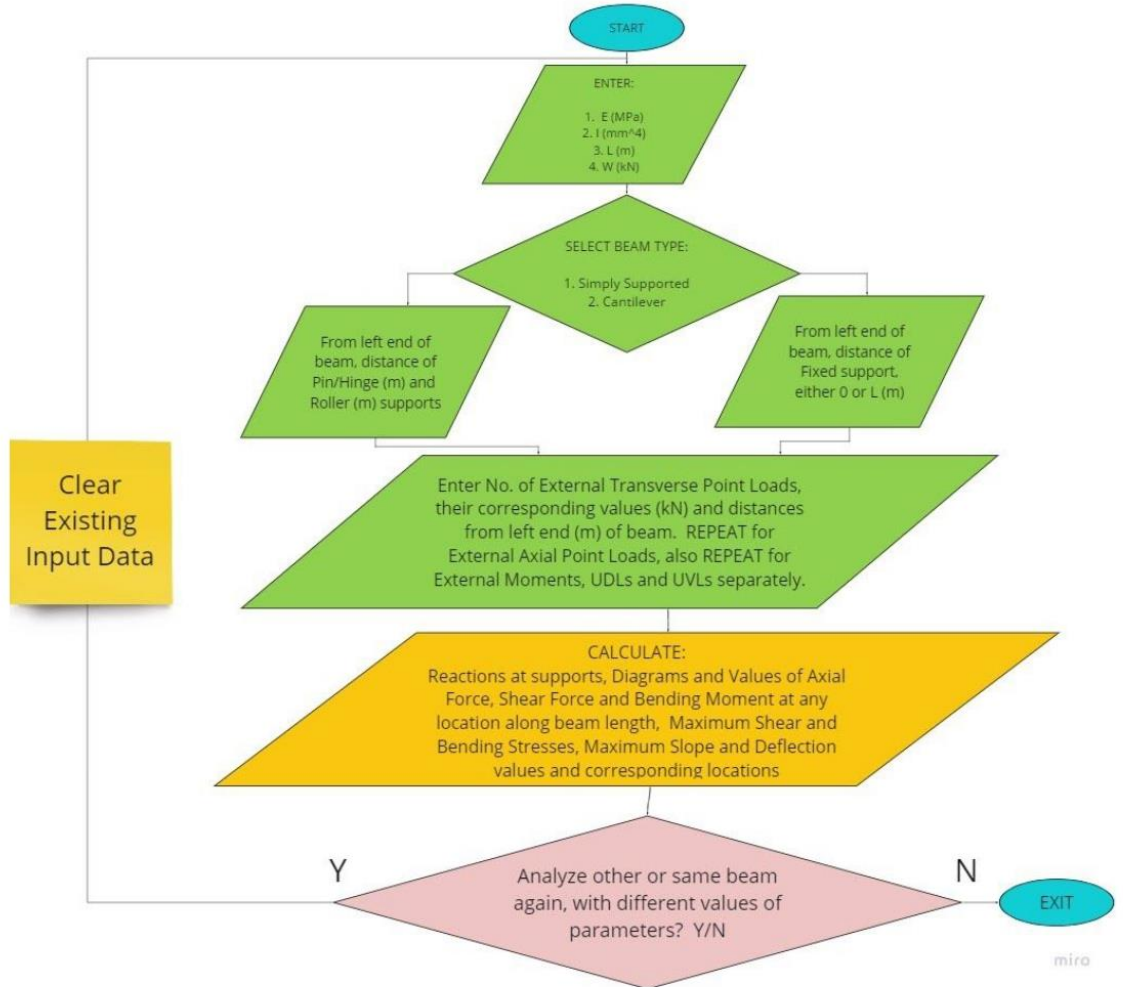 START
ENTER:
1. E (MPa)
2. I (mm^4)
3. L (m)
4. W (kN)
SELECT BEAM TYPE:
1. Simply Supported
2. Cantilever
From left end of
beam, distance of
Pin/Hinge (m) and
Roller (m) supports
From left end of
beam, distance of
Fixed support,
either 0 or L (m)
Clear
Existing
Input Data
Enter No. of External Transverse Point Loads,
their corresponding values (kN) and distances
from left end (m) of beam. REPEAT for
External Axial Point Loads, also REPEAT for
External Moments, UDLs and UVLs separately.
CALCULATE:
Reactions at supports, Diagrams and Values of Axial
Force, Shear Force and Bending Moment at any
location along beam length, Maximum Shear and
Bending Stresses, Maximum Slope and Deflection
values and corresponding locations
Y
Analyze other or same beam
again, with different values of
parameters? Y/N
N
EXIT
miro